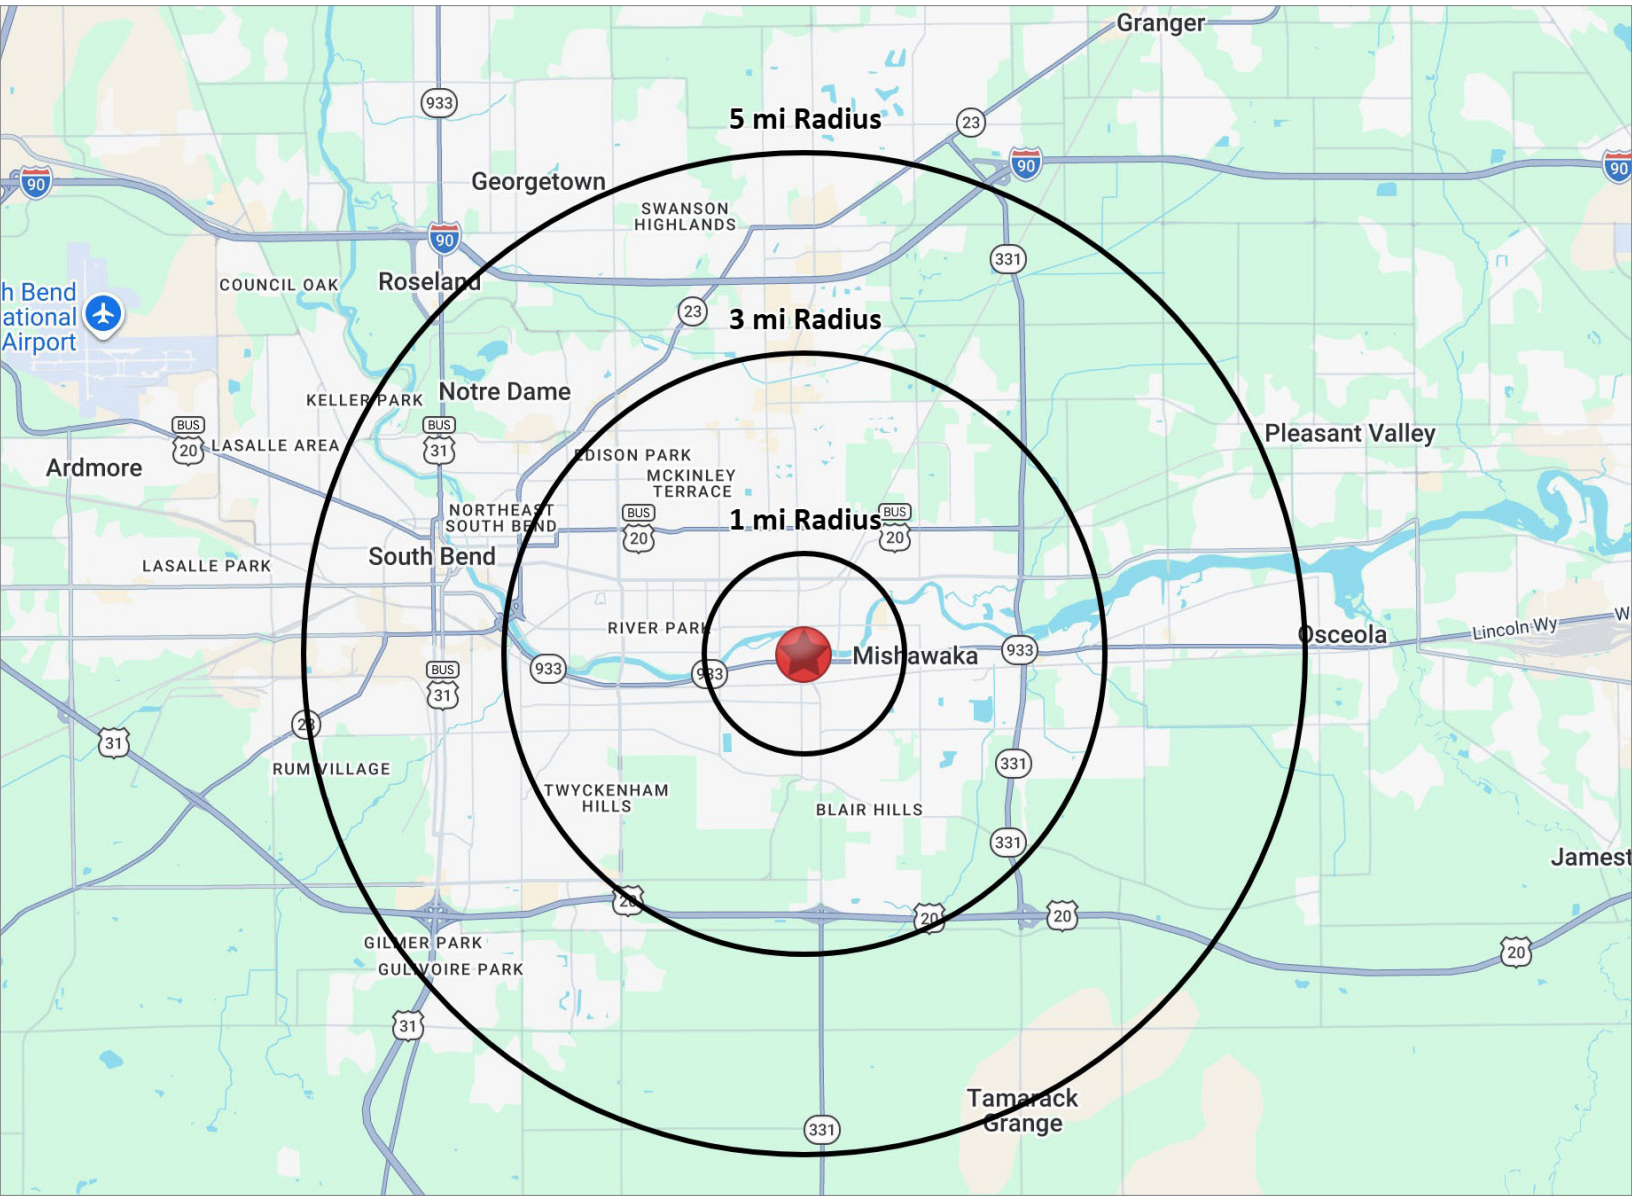 Granger
933
5 mi Radius
23
90
90
90
Georgetown
SWANSON
HIGHLANDS
90
331
COUNCIL OAK
Roseland
h Bend
ational
Airport
23
3 mi Radius
KELLER PARK
Notre Dame
BUS
20
LASALLE AREA
BUS
31
Pleasant Valley
Ardmore
EDISON PARK
MCKINLEY
TERRACE
NORTHEAST
SOUTH BEND
BUS
20
1 mi Radius
BUS
20
South Bend
LASALLE PARK
RIVER PARK
Osceola
Lincoln Wy
W
933
933
Mishawaka
933
BUS
31
23
31
RUM VILLAGE
331
TWYCKENHAM
HILLS
BLAIR HILLS
331
Jamest
20
20
20
GILMER PARK
20
GULIVOIRE PARK
31
Tamarack
Grange
331